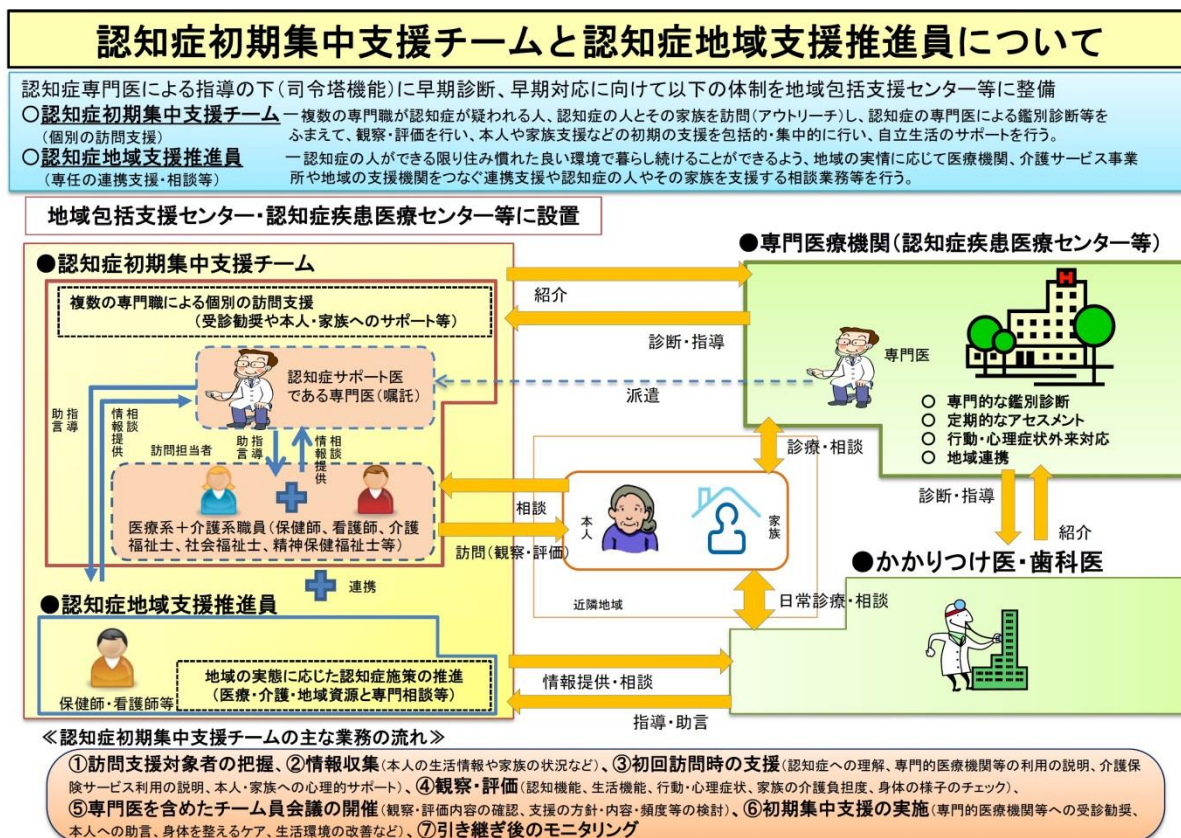 認知症初期集中支援チームと認知症地域支援推進員について
認知症専門医による指導の下(司令塔機能)に早期診断、早期対応に向けて以下の体制を地域包括支援センター等に整備
○認知症初期集中支援チーム －複数の専門職が認知症が疑われる人、認知症の人とその家族を訪問(アウトリーチ)し、認知症の専門医による鑑別診断等を
(個別の訪問支援) ふまえて、観察・評価を行い、本人や家族支援などの初期の支援を包括的・集中的に行い、自立生活のサポートを行う。
○認知症地域支援推進員 －認知症の人ができる限り住み慣れた良い環境で暮らし続けることができるよう、地域の実情に応じて医療機関、介護サービス事業
(専任の連携支援・相談等) 所や地域の支援機関をつなぐ連携支援や認知症の人やその家族を支援する相談業務等を行う。
地域包括支援センター・認知症疾患医療センター等に設置
●認知症初期集中支援チーム
複数の専門職による個別の訪問支援
(受診勧奨や本人・家族へのサポート等)
認知症サポート医
である専門医(嘱託)
指導
助言
相談
情報提供
訪問担当者
指導
助言
相談
情報提供
医療系＋介護系職員(保健師、看護師、介護
福祉士、社会福祉士、精神保健福祉士等)
連携
●認知症地域支援推進員
地域の実態に応じた認知症施策の推進
(医療・介護・地域資源と専門相談等)
保健師・看護師等
紹介
診断・指導
派遣
診療・相談
相談
訪問(観察・評価)
本人
家族
近隣地域
日常診療・相談
情報提供・相談
指導・助言
●専門医療機関(認知症疾患医療センター等)
H
専門医
○ 専門的な鑑別診断
○ 定期的なアセスメント
○ 行動・心理症状外来対応
○ 地域連携
診断・指導
紹介
●かかりつけ医・歯科医
≪認知症初期集中支援チームの主な業務の流れ≫
①訪問支援対象者の把握、②情報収集(本人の生活情報や家族の状況など)、③初回訪問時の支援(認知症への理解、専門的医療機関等の利用の説明、介護保
険サービス利用の説明、本人・家族への心理的サポート)、④観察・評価(認知機能、生活機能、行動・心理症状、家族の介護負担度、身体の様子のチェック)、
⑤専門医を含めたチーム員会議の開催(観察・評価内容の確認、支援の方針・内容・頻度等の検討)、⑥初期集中支援の実施(専門的医療機関等への受診勧奨、
本人への助言、身体を整えるケア、生活環境の改善など)、⑦引き継ぎ後のモニタリング